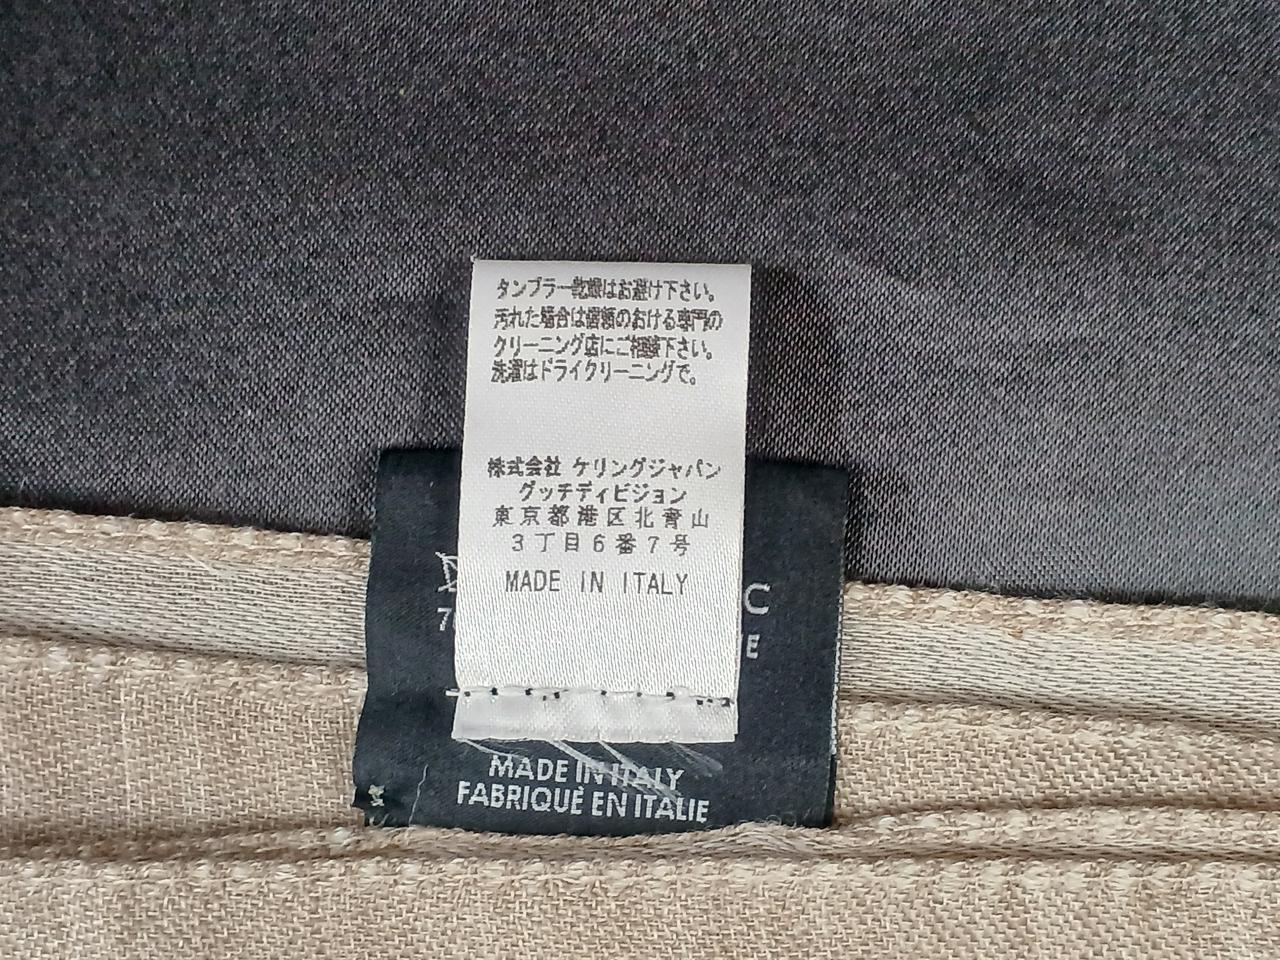 タンブラー乾燥はお避け下さい。
汚れた場合は信頼のおける専門の
クリーニング店にご相談下さい。
洗濯はドライクリーニングで。
株式会社 ケリングジャパン
グッチディビジョン
東京都港区北青山
3丁目6番7号
MADE IN ITALY
C
7
E
MADE IN ITALY
FABRIQUÉ EN ITALIE